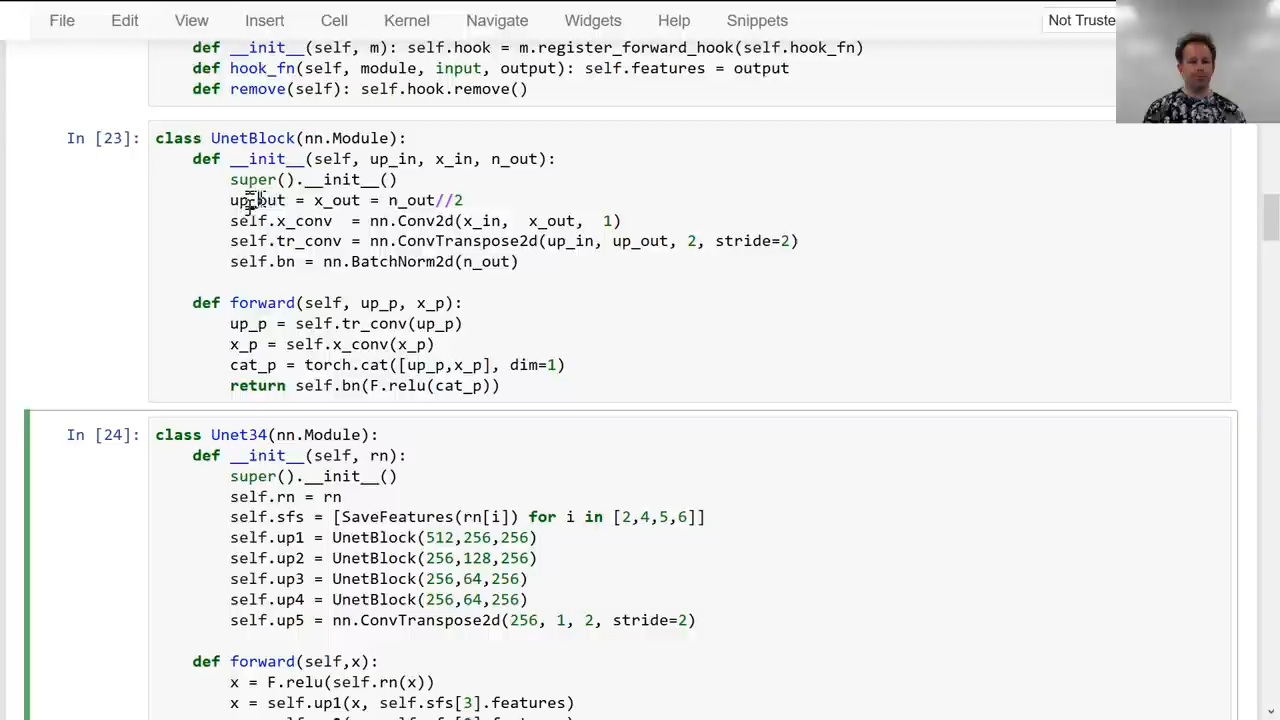 File Edit View Insert Cell Kernel Navigate Widgets Help Snippets Not Truste
def __init__(self, m): self.hook = m.register_forward_hook(self.hook_fn)
def hook_fn(self, module, input, output): self.features = output
def remove(self): self.hook.remove()
In [23]: class UnetBlock(nn.Module):
def __init__(self, up_in, x_in, n_out):
super().__init__()
up_out = x_out = n_out//2
self.x_conv = nn.Conv2d(x_in, x_out, 1)
self.tr_conv = nn.ConvTranspose2d(up_in, up_out, 2, stride=2)
self.bn = nn.BatchNorm2d(n_out)
def forward(self, up_p, x_p):
up_p = self.tr_conv(up_p)
x_p = self.x_conv(x_p)
cat_p = torch.cat([up_p,x_p], dim=1)
return self.bn(F.relu(cat_p))
In [24]: class Unet34(nn.Module):
def __init__(self, rn):
super().__init__()
self.rn = rn
self.sfs = [SaveFeatures(rn[i]) for i in [2,4,5,6]]
self.up1 = UnetBlock(512,256,256)
self.up2 = UnetBlock(256,128,256)
self.up3 = UnetBlock(256,64,256)
self.up4 = UnetBlock(256,64,256)
self.up5 = nn.ConvTranspose2d(256, 1, 2, stride=2)
def forward(self,x):
x = F.relu(self.rn(x))
x = self.up1(x, self.sfs[3].features)